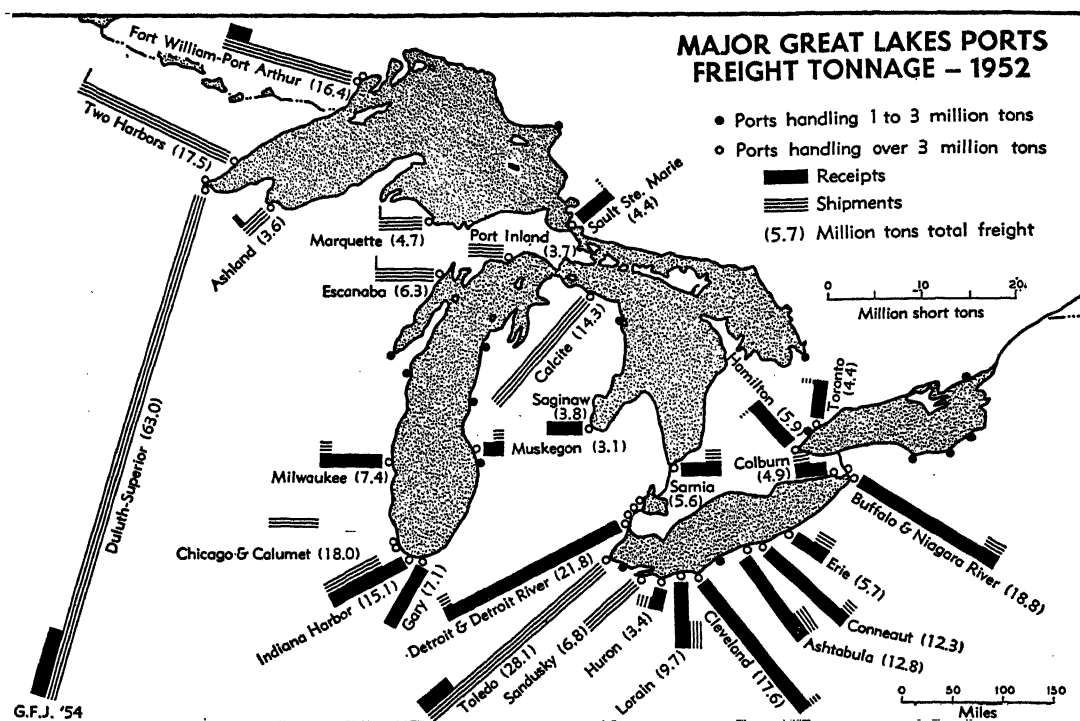 MAJOR GREAT LAKES PORTS
FREIGHT TONNAGE – 1952
Ports handling 1 to 3 million tons
Ports handling over 3 million tons
Receipts
Shipments
(5.7) Million tons total freight
0 10 20
Million short tons
Fort William-Port Arthur (16.4)
Two Harbors (17.5)
Duluth-Superior (63.0)
Ashland (3.6)
Marquette (4.7)
Sault Ste. Marie
(4.4)
Port Inland
(3.7)
Escanaba (6.3)
Calcite (14.3)
Saginaw
(3.8)
Muskegon (3.1)
Milwaukee (7.4)
Chicago & Calumet (18.0)
Indiana Harbor (15.1)
Gary (7.1)
Detroit & Detroit River (21.8)
Toledo (28.1)
Sandusky (6.8)
Huron (3.4)
Lorain (9.7)
Cleveland (17.6)
Ashtabula (12.8)
Conneaut (12.3)
Erie (5.7)
Buffalo & Niagara River (18.8)
Colburn
(4.9)
Sarnia
(5.6)
Hamilton (5.9)
Toronto
(4.4)
0 50 100 150
Miles
G.F.J. '54